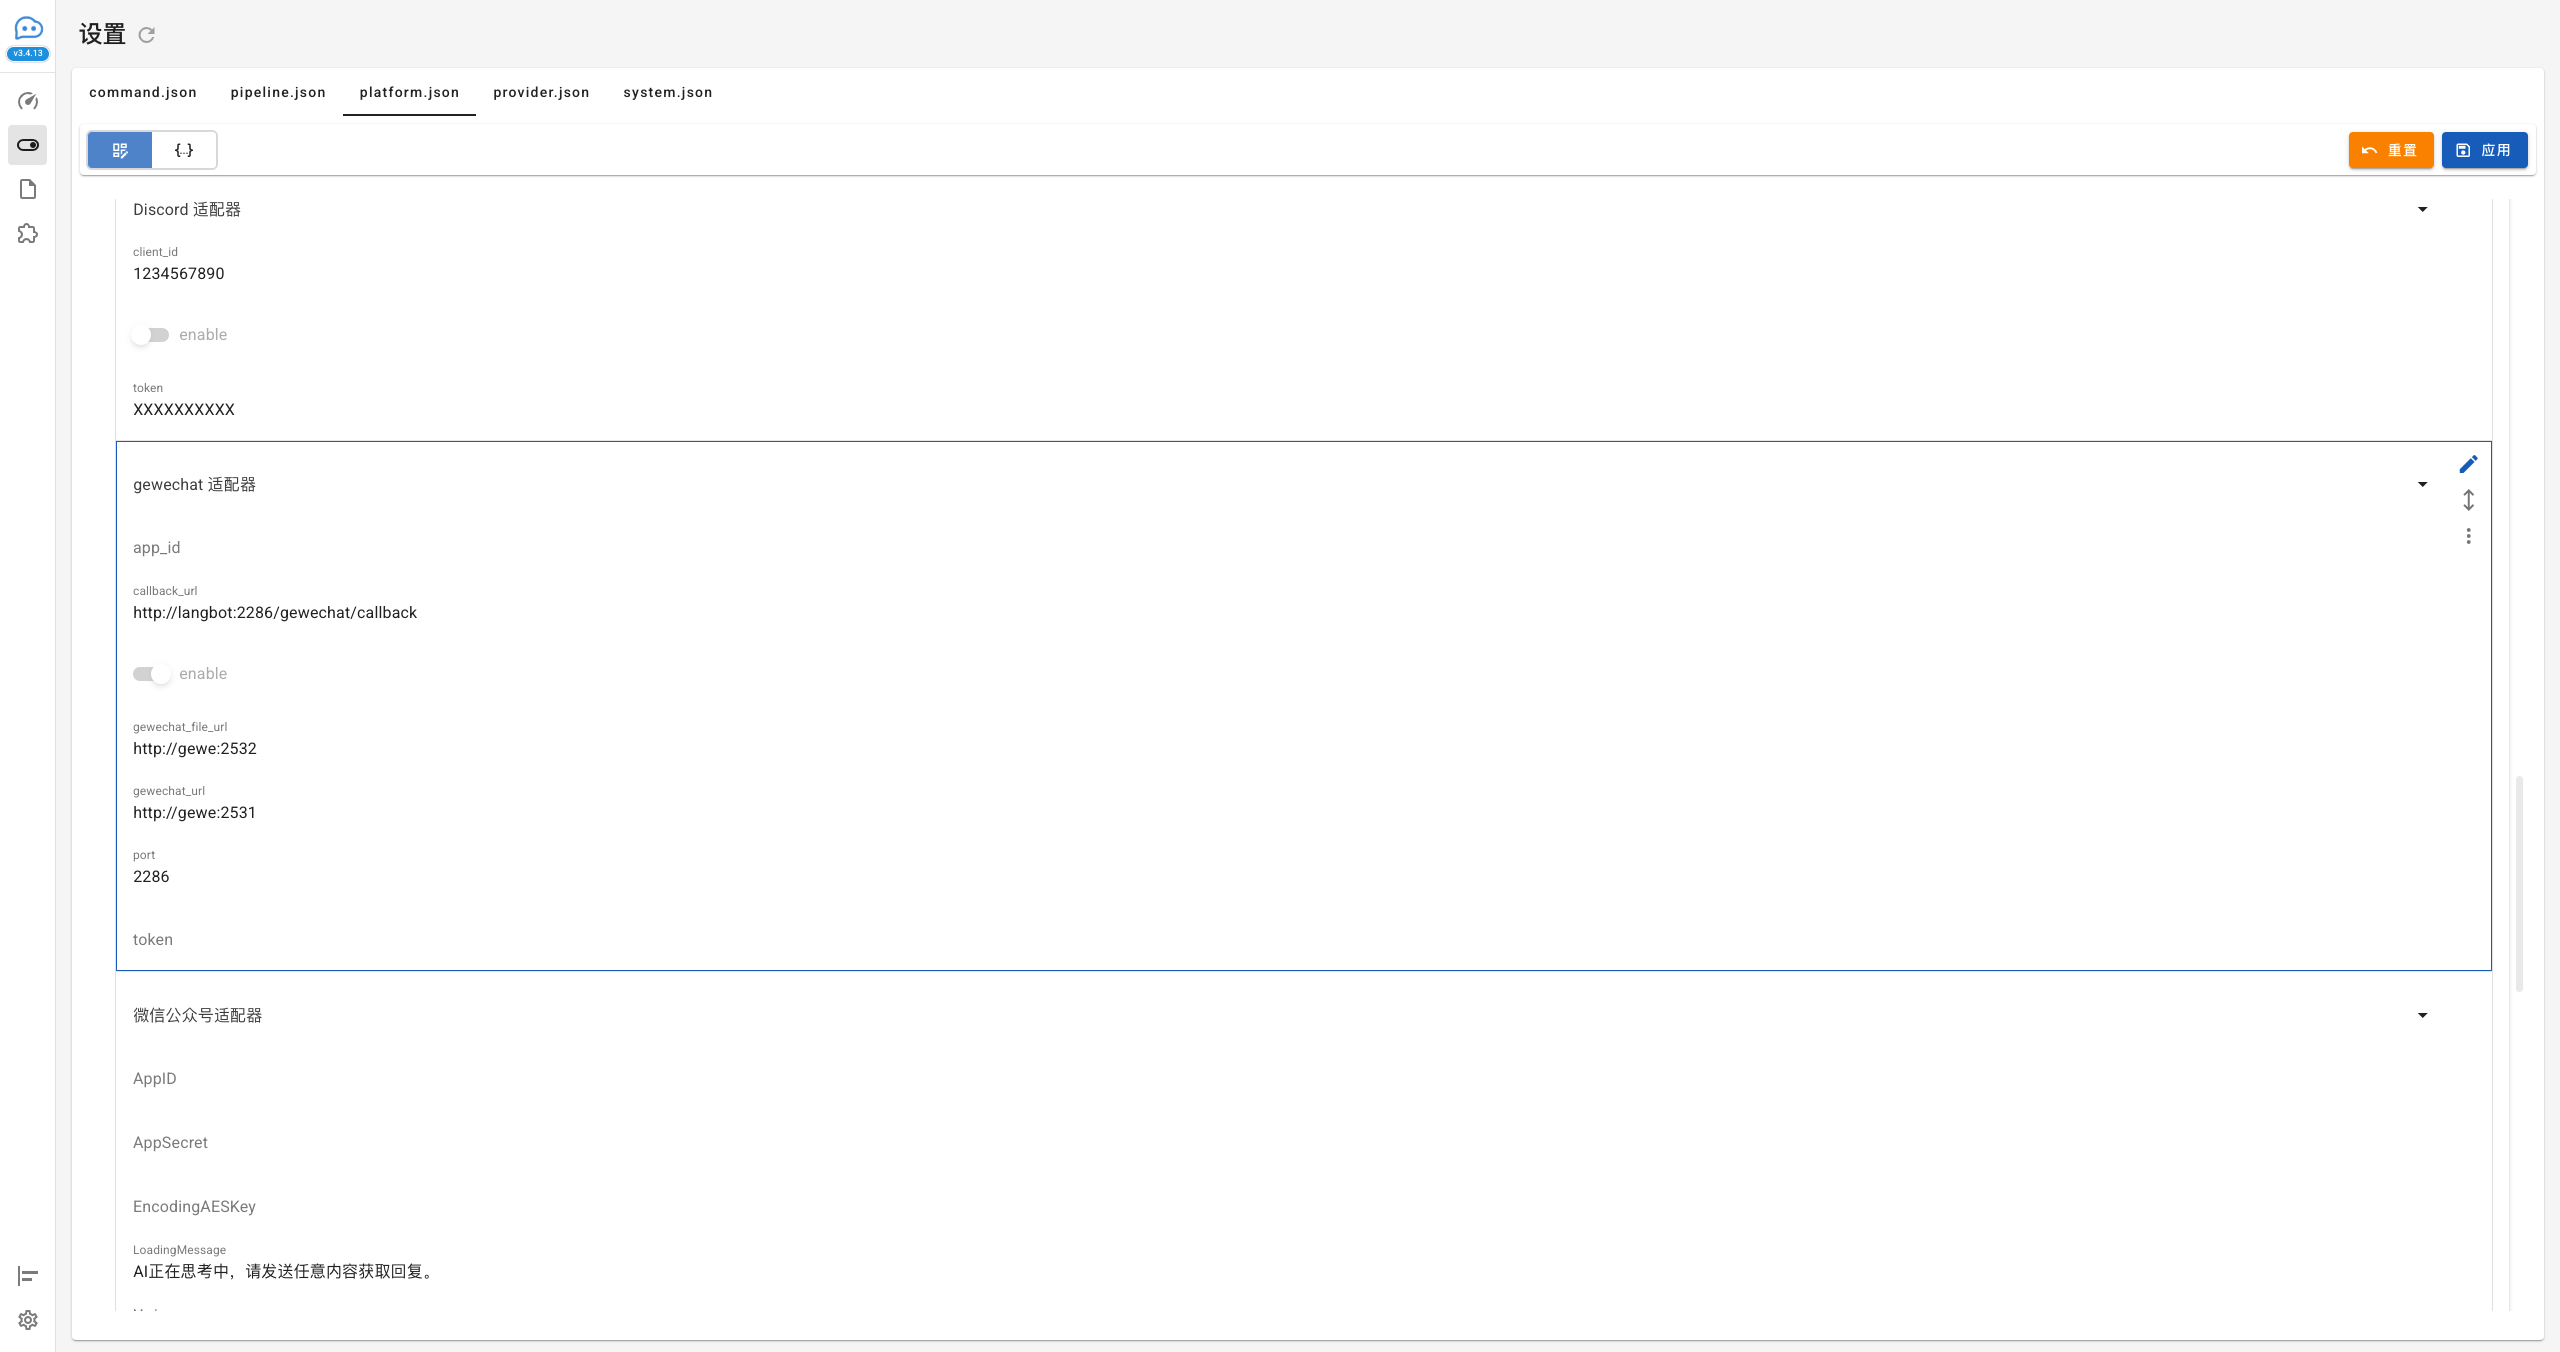 设置
v3.4.13
command.json pipeline.json platform.json provider.json system.json
{...}
重置
应用
Discord 适配器
client_id
1234567890
enable
token
XXXXXXXXXX
gewechat 适配器
app_id
callback_url
http://langbot:2286/gewechat/callback
enable
gewechat_file_url
http://gewe:2532
gewechat_url
http://gewe:2531
port
2286
token
微信公众号适配器
AppID
AppSecret
EncodingAESKey
LoadingMessage
AI正在思考中，请发送任意内容获取回复。